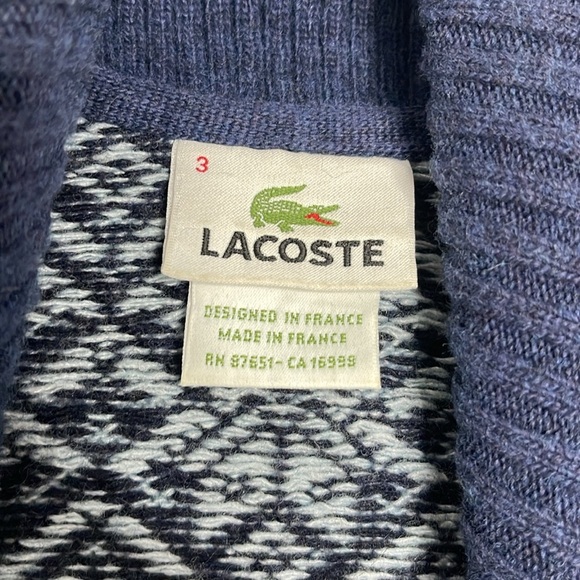 3
LACOSTE
DESIGNED IN FRANCE
MADE IN FRANCE
RN 87651-CA 16999